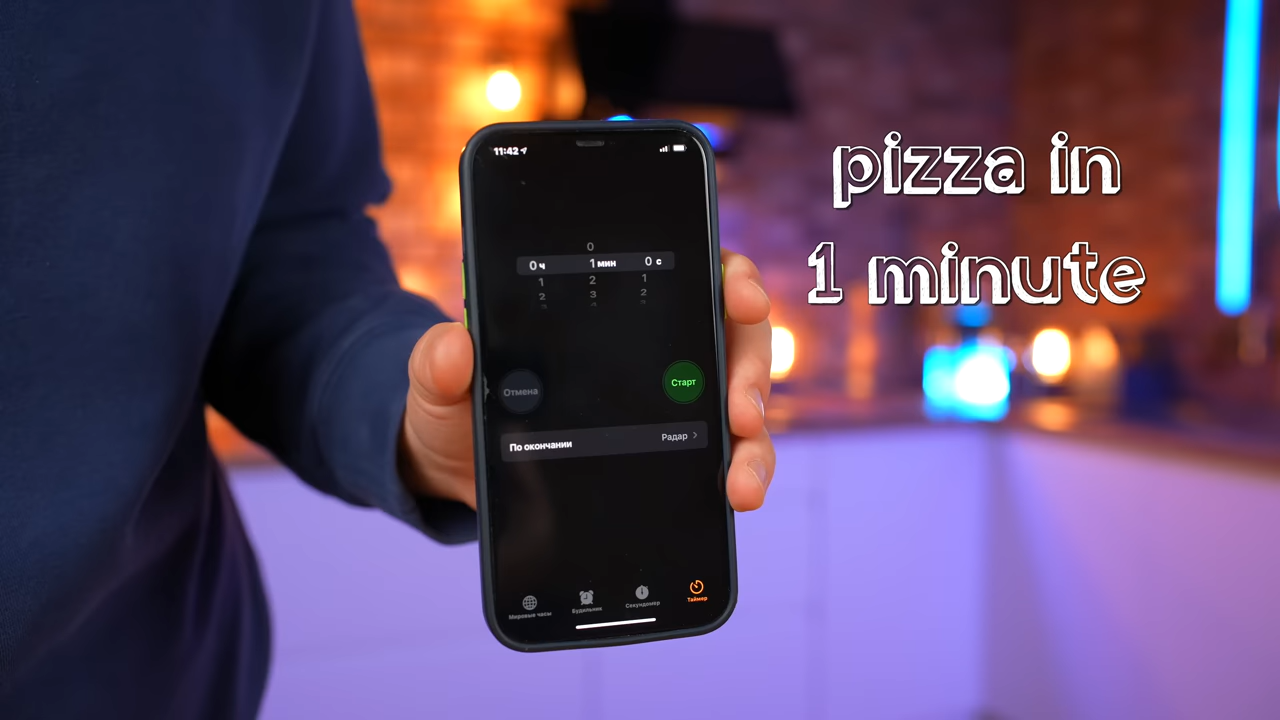 pizza in
1 minute
11:42
0
0 ч 1 мин 0 с
1 2 1
2 3 2
Отмена
Старт
По окончании Радар
Мировые часы Будильник Секундомер Таймер